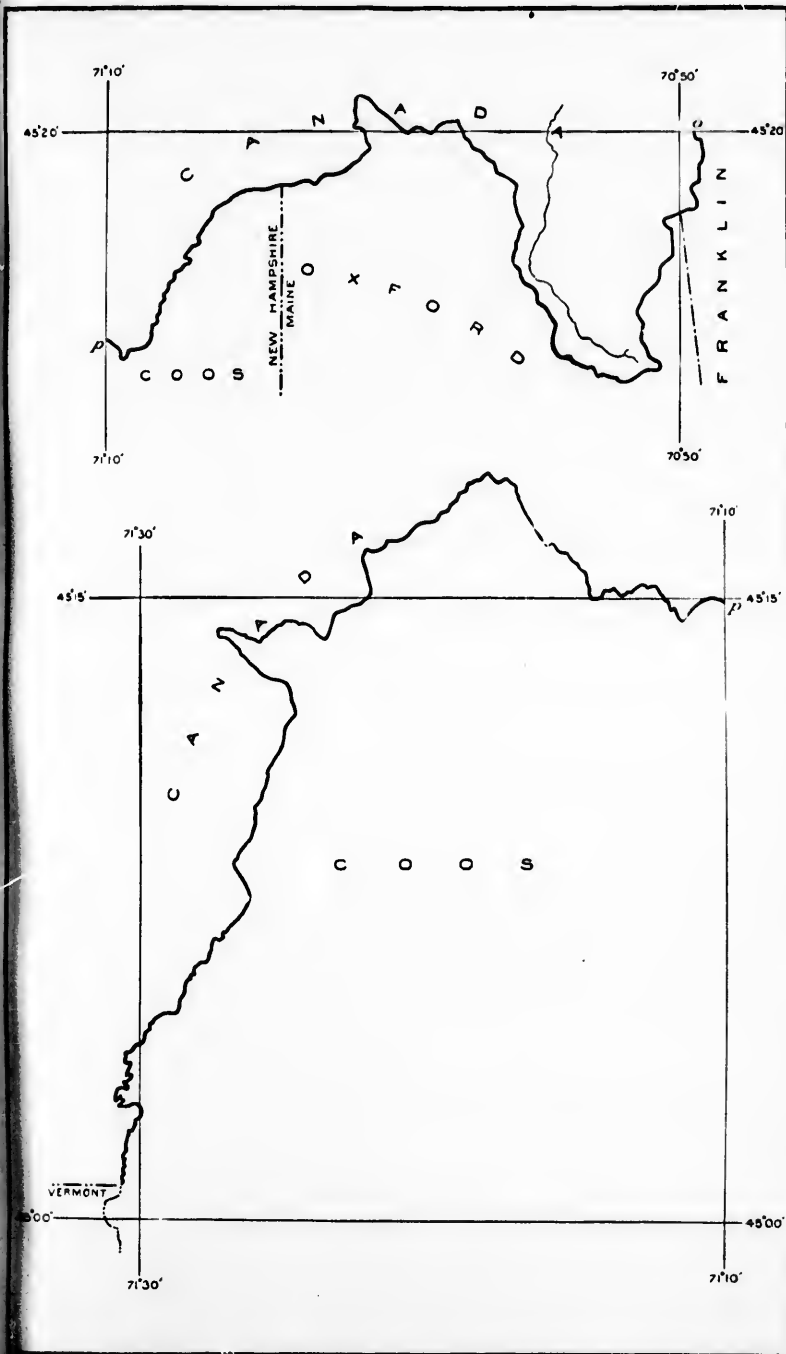 71°10'
70°50'
45°20'
CANADA
45°20'
o
FRANKLIN
NEW HAMPSHIRE
MAINE
OXFORD
p
COOS
71°10'
70°50'
71°30'
71°10'
45°15'
CANADA
45°15'
p
COOS
VERMONT
45°00'
45°00'
71°30'
71°10'